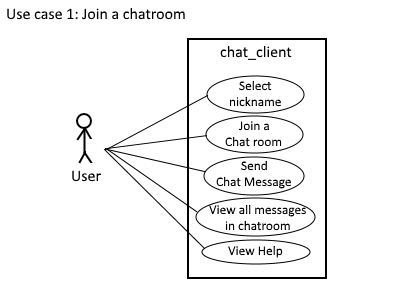 Use case 1: Join a chatroom
chat_client
Select
nickname
Join a
Chat room
Send
Chat Message
User
View all messages
in chatroom
View Help